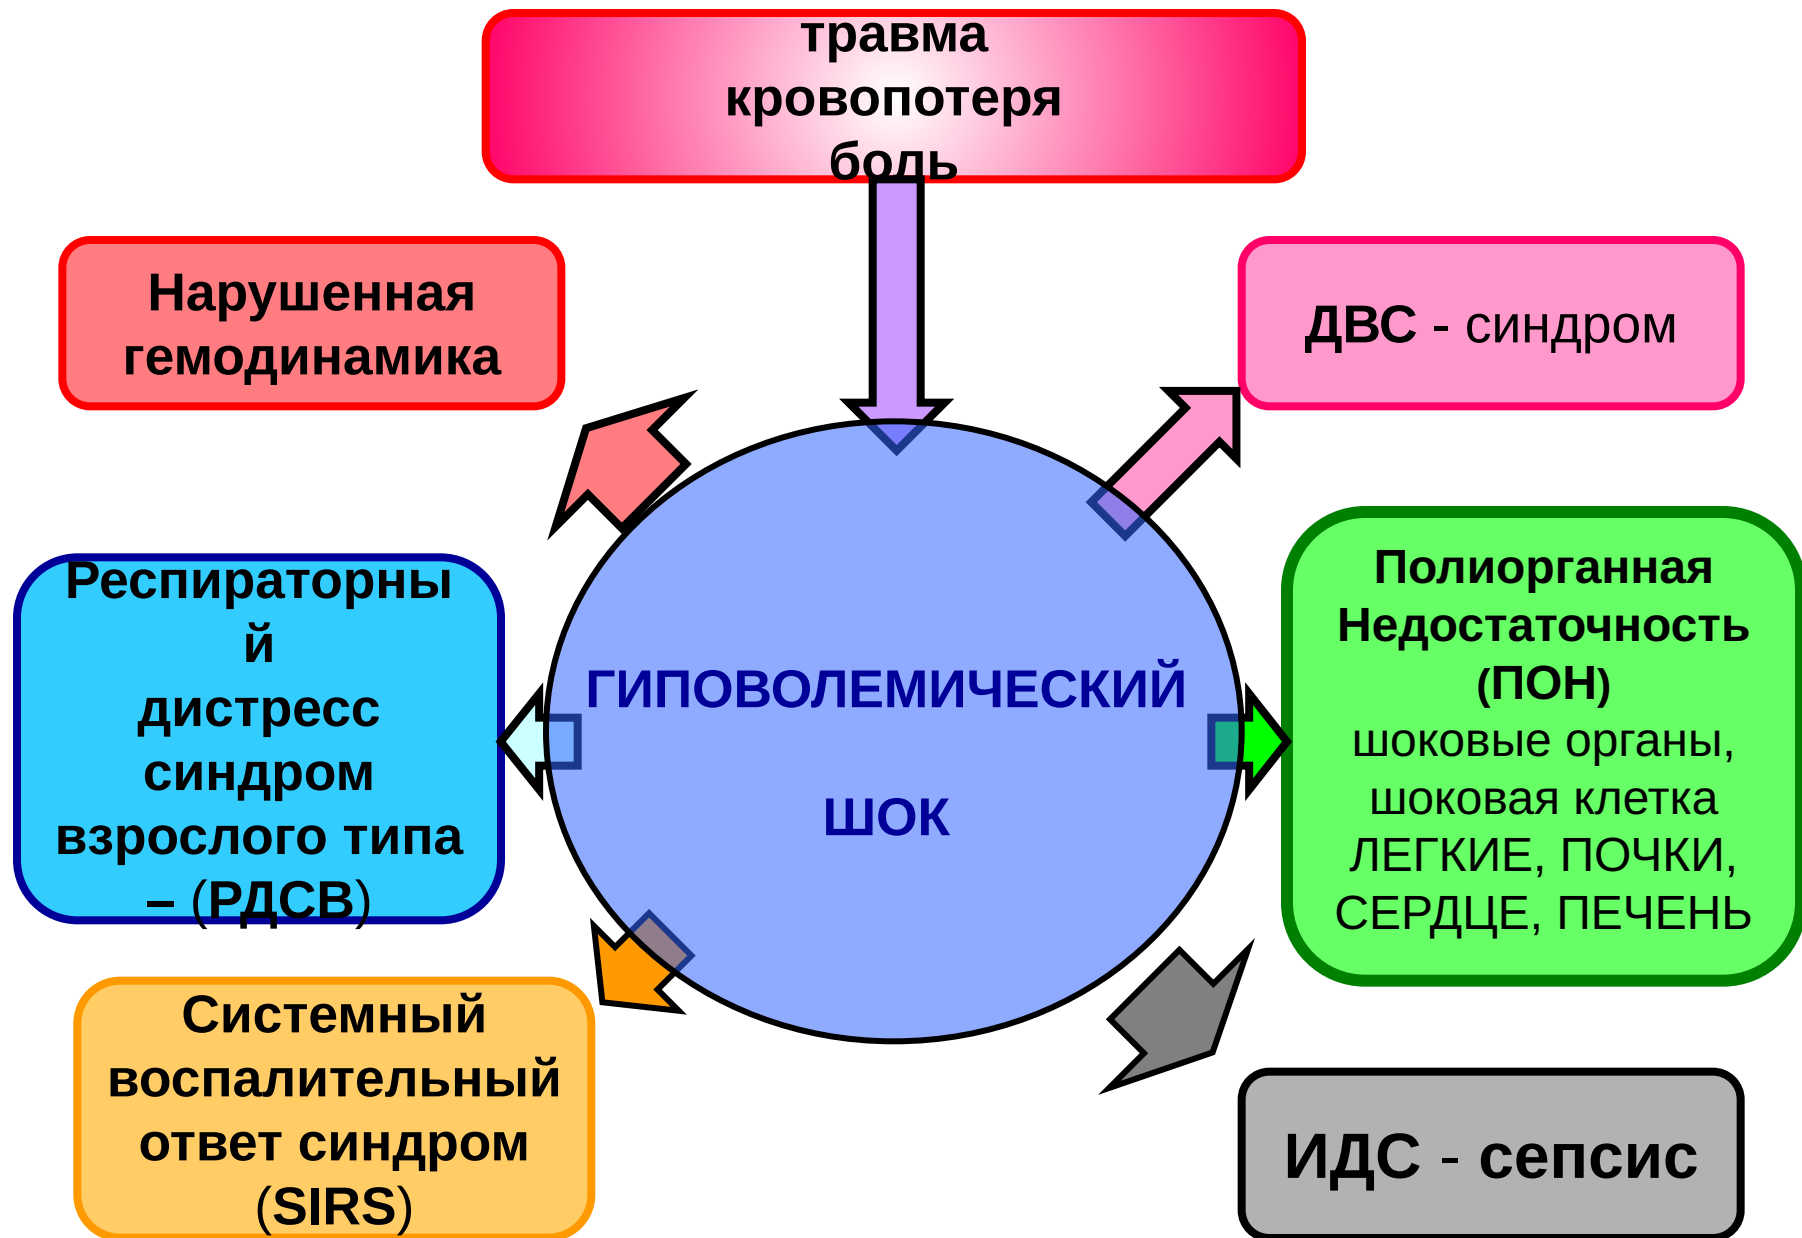 травма
кровопотеря
боль
Нарушенная
гемодинамика
ДВС - синдром
Респираторны
й
дистресс
синдром
взрослого типа
– (РДСВ)
ГИПОВОЛЕМИЧЕСКИЙ
ШОК
Полиорганная
Недостаточность
(ПОН)
шоковые органы,
шоковая клетка
ЛЕГКИЕ, ПОЧКИ,
СЕРДЦЕ, ПЕЧЕНЬ
Системный
воспалительный
ответ синдром
(SIRS)
ИДС - сепсис